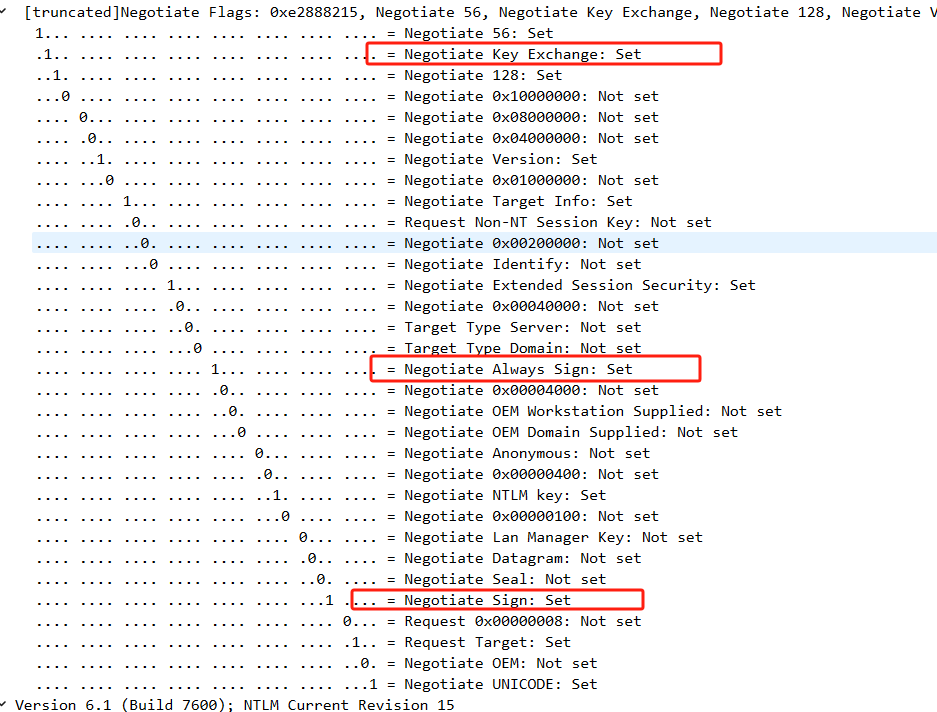 [truncated]Negotiate Flags: 0xe2888215, Negotiate 56, Negotiate Key Exchange, Negotiate 128, Negotiate V
1... .... .... .... .... .... .... .... = Negotiate 56: Set
.1.. .... .... .... .... .... .... .... = Negotiate Key Exchange: Set
..1. .... .... .... .... .... .... .... = Negotiate 128: Set
...0 .... .... .... .... .... .... .... = Negotiate 0x10000000: Not set
.... 0... .... .... .... .... .... .... = Negotiate 0x08000000: Not set
.... .0.. .... .... .... .... .... .... = Negotiate 0x04000000: Not set
.... ..1. .... .... .... .... .... .... = Negotiate Version: Set
.... ...0 .... .... .... .... .... .... = Negotiate 0x01000000: Not set
.... .... 1... .... .... .... .... .... = Negotiate Target Info: Set
.... .... .0.. .... .... .... .... .... = Request Non-NT Session Key: Not set
.... .... ..0. .... .... .... .... .... = Negotiate 0x00200000: Not set
.... .... ...0 .... .... .... .... .... = Negotiate Identify: Not set
.... .... .... 1... .... .... .... .... = Negotiate Extended Session Security: Set
.... .... .... .0.. .... .... .... .... = Negotiate 0x00040000: Not set
.... .... .... ..0. .... .... .... .... = Target Type Server: Not set
.... .... .... ...0 .... .... .... .... = Target Type Domain: Not set
.... .... .... .... 1... .... .... .... = Negotiate Always Sign: Set
.... .... .... .... .0.. .... .... .... = Negotiate 0x00004000: Not set
.... .... .... .... ..0. .... .... .... = Negotiate OEM Workstation Supplied: Not set
.... .... .... .... ...0 .... .... .... = Negotiate OEM Domain Supplied: Not set
.... .... .... .... .... 0... .... .... = Negotiate Anonymous: Not set
.... .... .... .... .... .0.. .... .... = Negotiate 0x00000400: Not set
.... .... .... .... .... ..1. .... .... = Negotiate NTLM key: Set
.... .... .... .... .... ...0 .... .... = Negotiate 0x00000100: Not set
.... .... .... .... .... .... 0... .... = Negotiate Lan Manager Key: Not set
.... .... .... .... .... .... .0.. .... = Negotiate Datagram: Not set
.... .... .... .... .... .... ..0. .... = Negotiate Seal: Not set
.... .... .... .... .... .... ...1 .... = Negotiate Sign: Set
.... .... .... .... .... .... .... 0... = Request 0x00000008: Not set
.... .... .... .... .... .... .... .1.. = Request Target: Set
.... .... .... .... .... .... .... ..0. = Negotiate OEM: Not set
.... .... .... .... .... .... .... ...1 = Negotiate UNICODE: Set
Version 6.1 (Build 7600); NTLM Current Revision 15